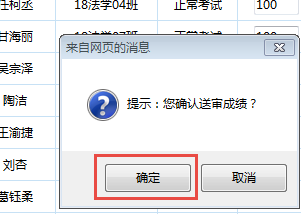 任柯丞 18法学04班 正常考试 100
甘海丽
来自网页的消息
吴宗泽
提示：您确认送审成绩？
陶洁
王渝捷
刘杏
确定 取消
葛钰柔